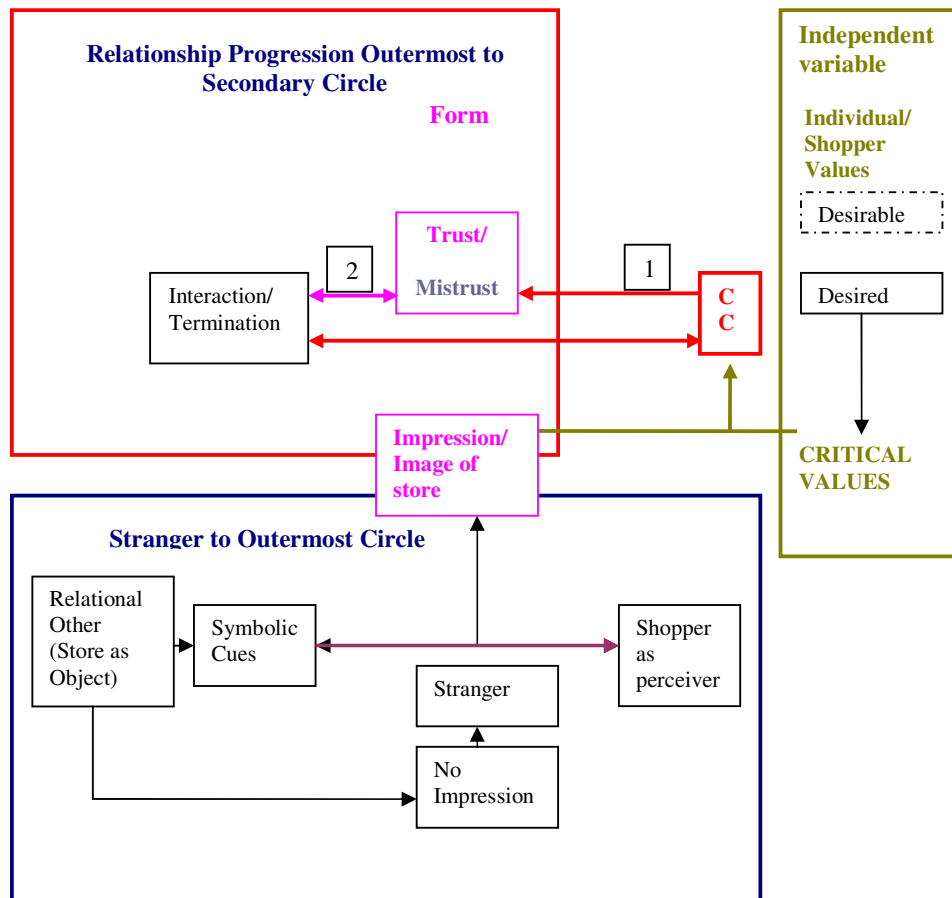 Relationship Progression Outermost to
Secondary Circle
Form
Trust/
Mistrust
2
1
Interaction/
Termination
C
C
Impression/
Image of
store
Independent
variable
Individual/
Shopper
Values
Desirable
Desired
CRITICAL
VALUES
Stranger to Outermost Circle
Relational
Other
(Store as
Object)
Symbolic
Cues
Shopper
as
perceiver
Stranger
No
Impression